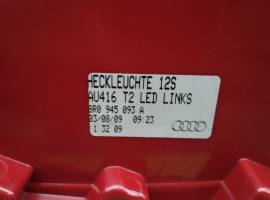 HECKLEUCHTE 12S
AU416 T2 LED LINKS
8R0 945 093 A
03/08/09 09:23
1 32 09